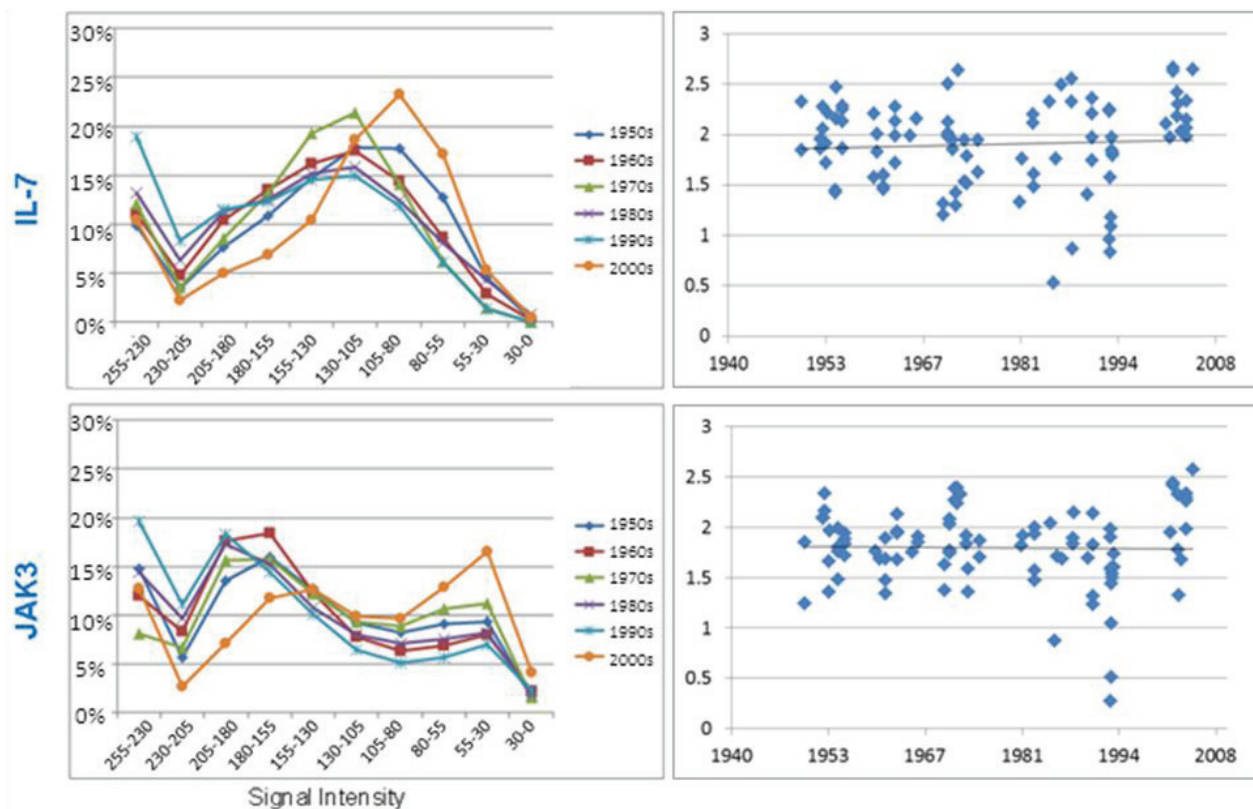 IL-7
30%
25%
20%
15%
10%
5%
0%
255-230
230-205
205-180
180-155
155-130
130-105
105-80
80-55
55-30
30-0
1950s
1960s
1970s
1980s
1990s
2000s
3
2.5
2
1.5
1
0.5
0
1940 1953 1967 1981 1994 2008
JAK3
30%
25%
20%
15%
10%
5%
0%
255-230
230-205
205-180
180-155
155-130
130-105
105-80
80-55
55-30
30-0
Signal Intensity
1950s
1960s
1970s
1980s
1990s
2000s
3
2.5
2
1.5
1
0.5
0
1940 1953 1967 1981 1994 2008